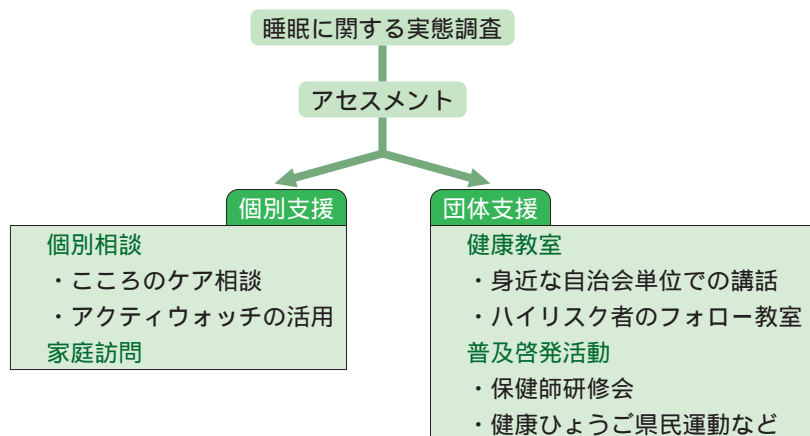 睡眠に関する実態調査
アセスメント
個別支援
個別相談
・こころのケア相談
・アクティウォッチの活用
家庭訪問
団体支援
健康教室
・身近な自治会単位での講話
・ハイリスク者のフォロー教室
普及啓発活動
・保健師研修会
・健康ひょうご県民運動など